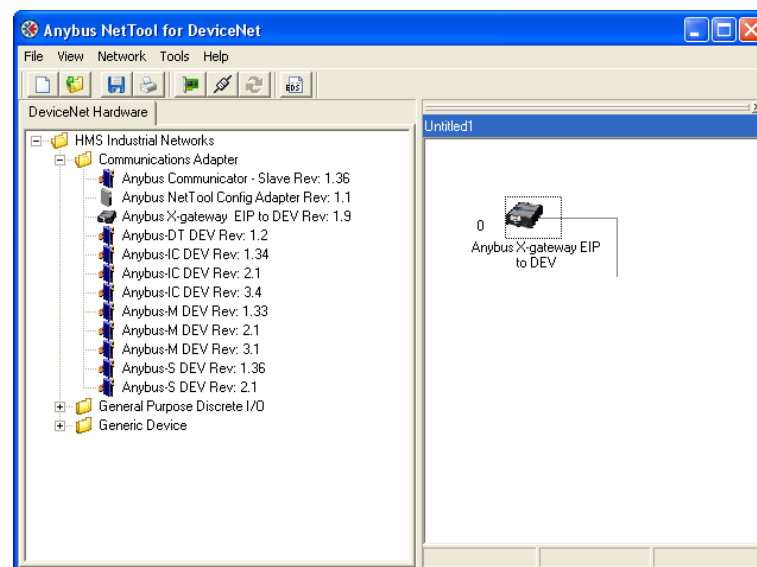 Anybus NetTool for DeviceNet
File View Network Tools Help
EDS
DeviceNet Hardware
Untitled1
HMS Industrial Networks
Communications Adapter
Anybus Communicator - Slave Rev: 1.36
Anybus NetTool Config Adapter Rev: 1.1
Anybus X-gateway EIP to DEV Rev: 1.9
Anybus-DT DEV Rev: 1.2
Anybus-IC DEV Rev: 1.34
Anybus-IC DEV Rev: 2.1
Anybus-IC DEV Rev: 3.4
Anybus-M DEV Rev: 1.33
Anybus-M DEV Rev: 2.1
Anybus-M DEV Rev: 3.1
Anybus-S DEV Rev: 1.36
Anybus-S DEV Rev: 2.1
General Purpose Discrete I/O
Generic Device
0
Anybus X-gateway EIP
to DEV